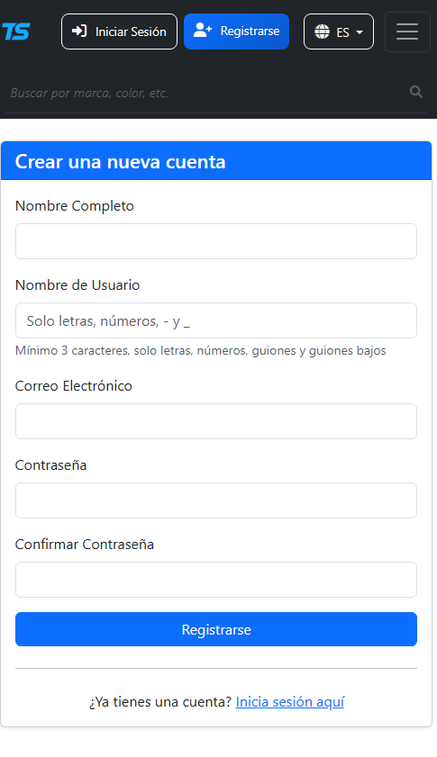 TS
Iniciar Sesión
Registrarse
ES
Buscar por marca, color, etc.
Crear una nueva cuenta
Nombre Completo
Nombre de Usuario
Solo letras, números, - y _
Mínimo 3 caracteres, solo letras, números, guiones y guiones bajos
Correo Electrónico
Contraseña
Confirmar Contraseña
Registrarse
¿Ya tienes una cuenta? Inicia sesión aquí